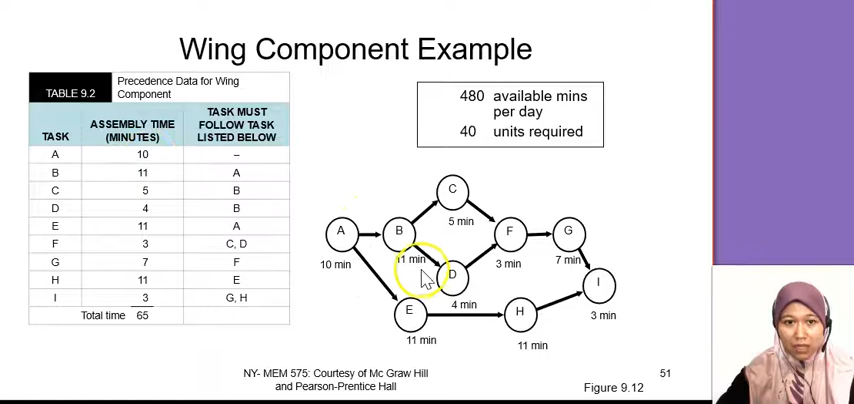 Wing Component Example
TABLE 9.2
Precedence Data for Wing
Component
TASK
ASSEMBLY TIME
(MINUTES)
TASK MUST
FOLLOW TASK
LISTED BELOW
A 10 –
B 11 A
C 5 B
D 4 B
E 11 A
F 3 C, D
G 7 F
H 11 E
I 3 G, H
Total time 65
480 available mins
per day
40 units required
C
5 min
A
10 min
B
11 min
F
3 min
G
7 min
D
4 min
I
3 min
E
11 min
H
11 min
NY- MEM 575: Courtesy of Mc Graw Hill
and Pearson-Prentice Hall
51
Figure 9.12